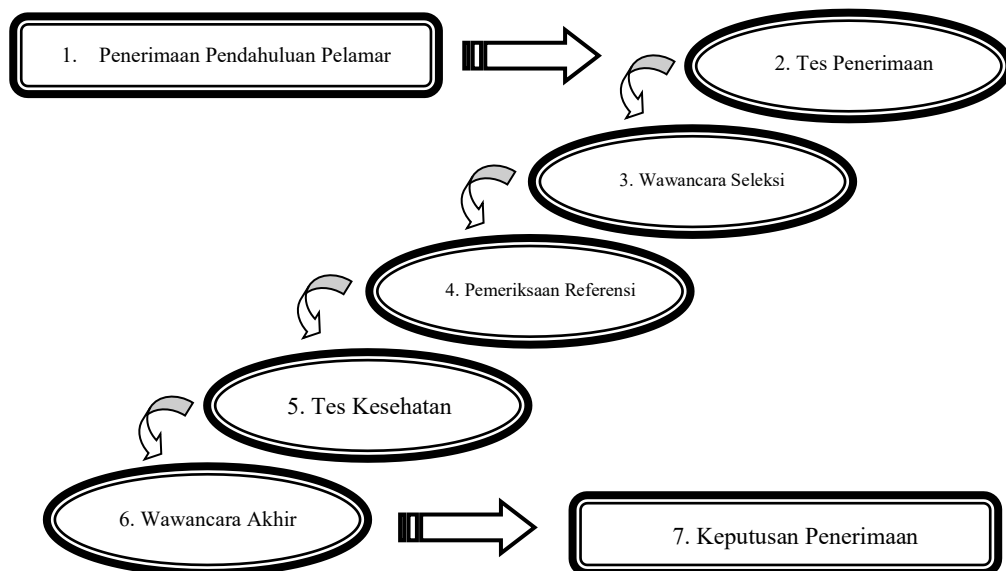 1. Penerimaan Pendahuluan Pelamar
2. Tes Penerimaan
3. Wawancara Seleksi
4. Pemeriksaan Referensi
5. Tes Kesehatan
6. Wawancara Akhir
7. Keputusan Penerimaan